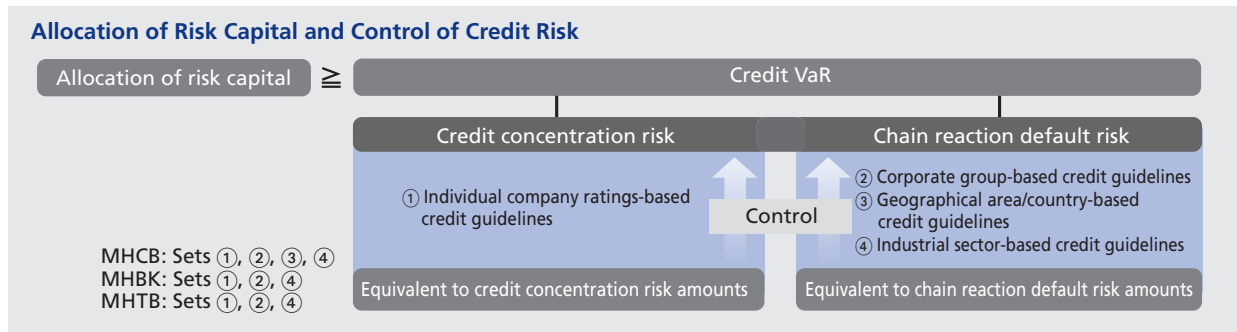 Allocation of Risk Capital and Control of Credit Risk
Allocation of risk capital ≧ Credit VaR
Credit concentration risk
Chain reaction default risk
① Individual company ratings-based
credit guidelines
Control
② Corporate group-based credit guidelines
③ Geographical area/country-based
credit guidelines
④ Industrial sector-based credit guidelines
MHCB: Sets ①, ②, ③, ④
MHBK: Sets ①, ②, ④
MHTB: Sets ①, ②, ④
Equivalent to credit concentration risk amounts
Equivalent to chain reaction default risk amounts